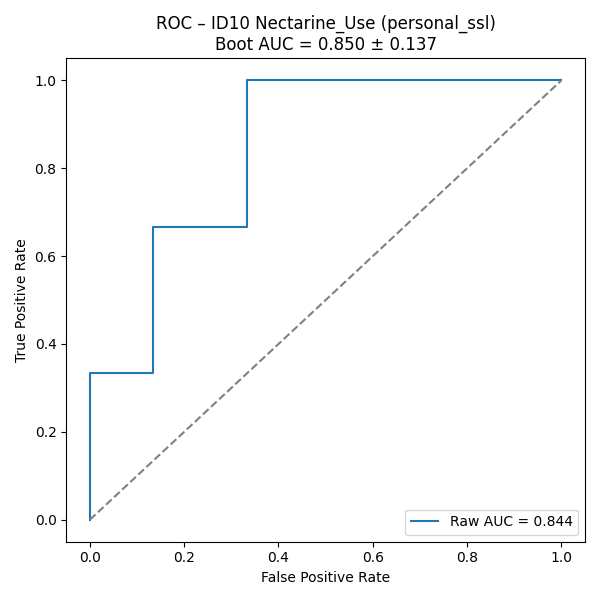 ROC – ID10 Nectarine_Use (personal_ssl)
Boot AUC = 0.850 ± 0.137
True Positive Rate
1.0
0.8
0.6
0.4
0.2
0.0
0.0 0.2 0.4 0.6 0.8 1.0
False Positive Rate
Raw AUC = 0.844